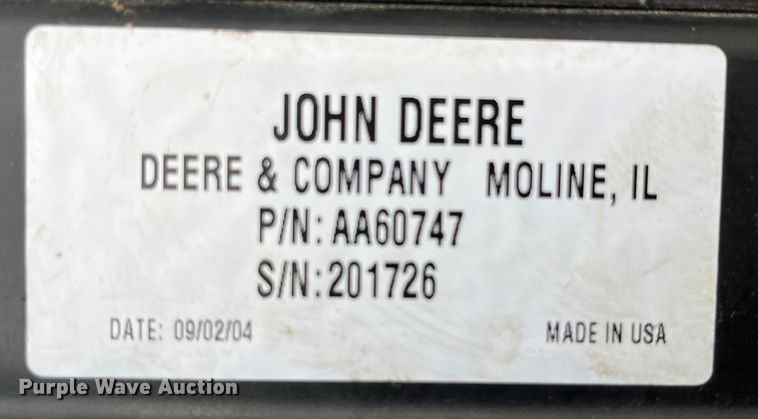 JOHN DEERE
DEERE & COMPANY MOLINE, IL
P/N: AA60747
S/N:201726
DATE: 09/02/04 MADE IN USA
Purple Wave Auction